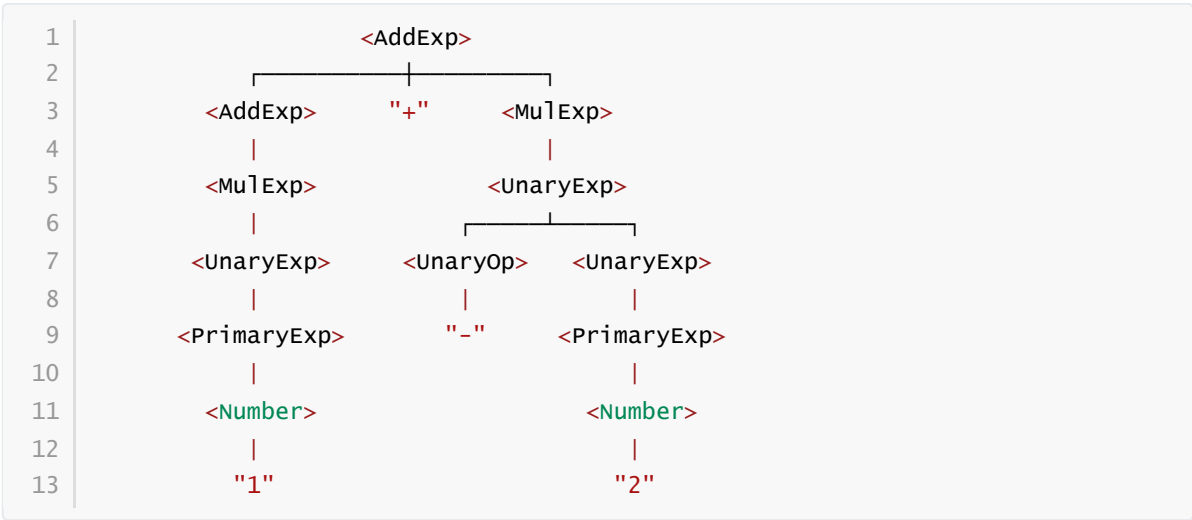 1 <AddExp>
2 ┌──────────┼─────────┐
3 <AddExp> "+" <MulExp>
4 | |
5 <MulExp> <UnaryExp>
6 | ┌─────┴─────┐
7 <UnaryExp> <UnaryOp> <UnaryExp>
8 | | |
9 <PrimaryExp> "-" <PrimaryExp>
10 | |
11 <Number> <Number>
12 | |
13 "1" "2"